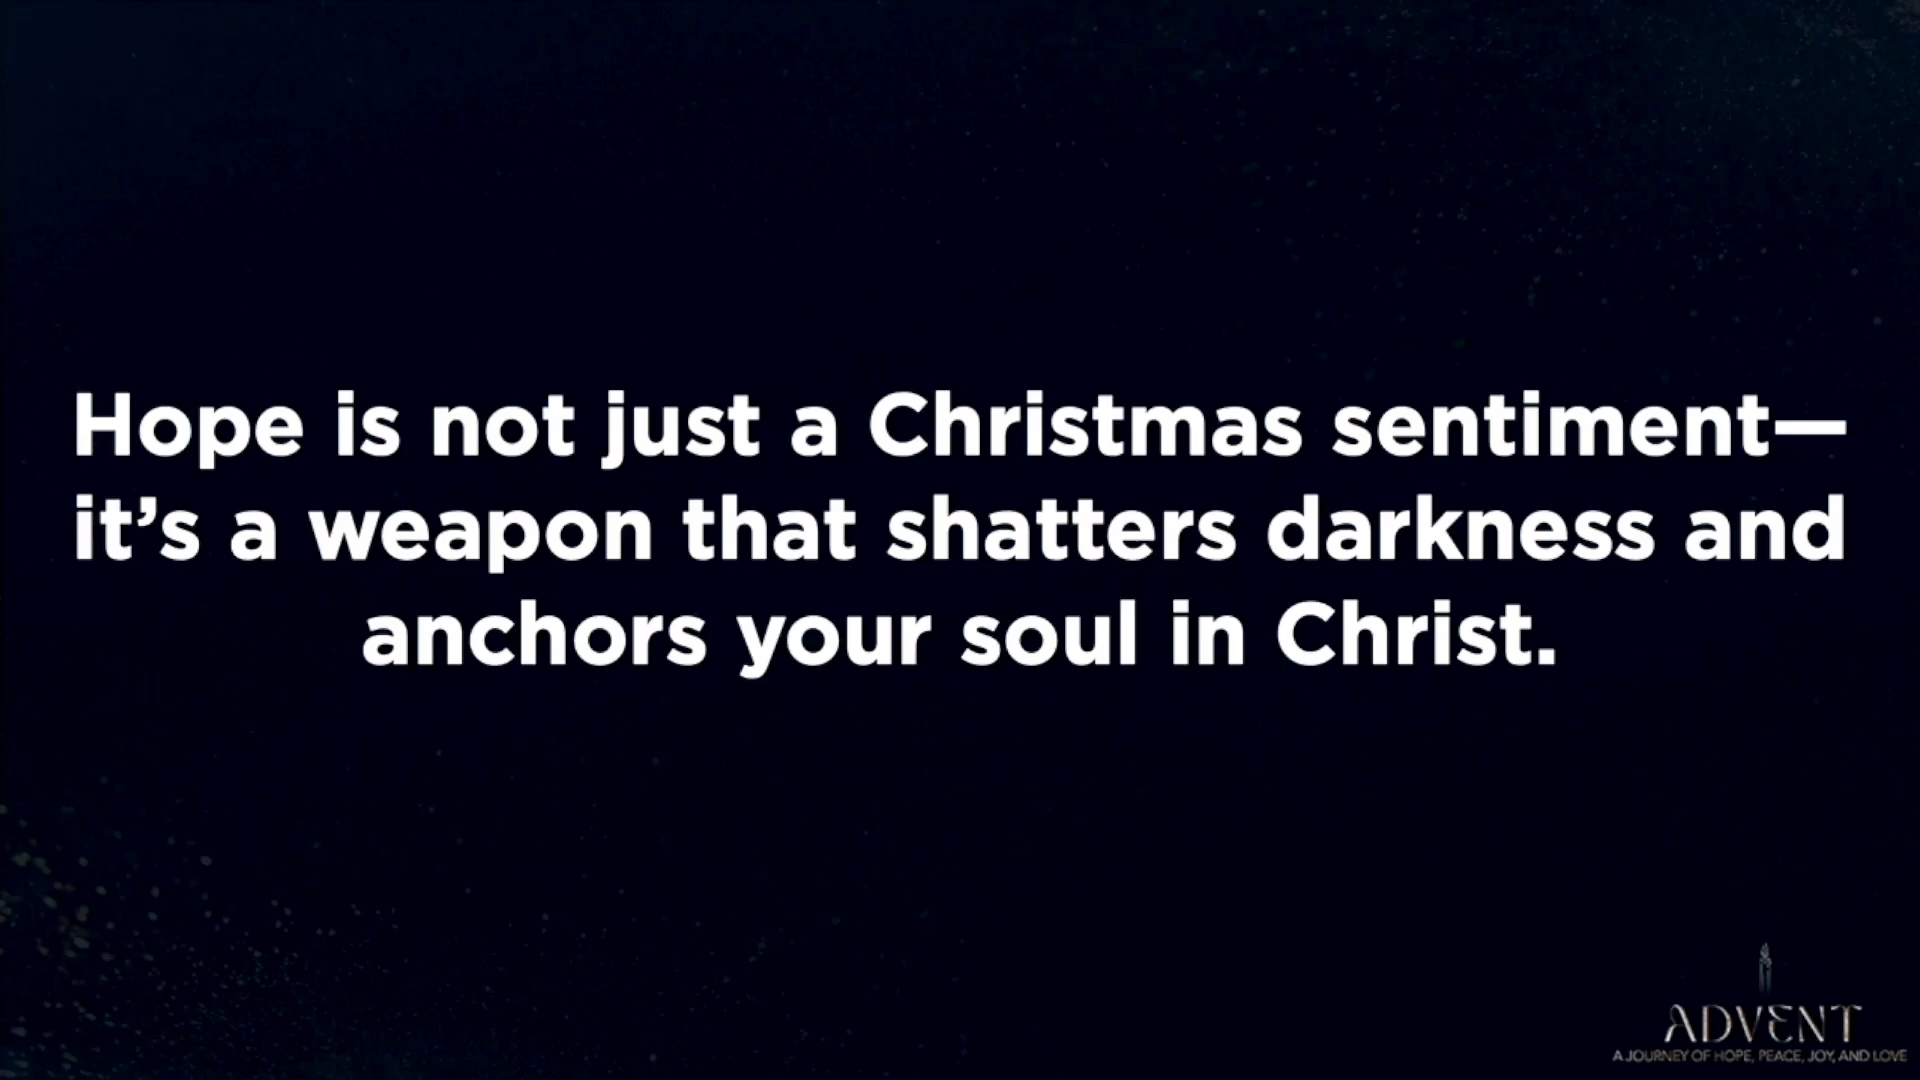 Hope is not just a Christmas sentiment—
it’s a weapon that shatters darkness and
anchors your soul in Christ.
ADVENT
A JOURNEY OF HOPE, PEACE, JOY, AND LOVE